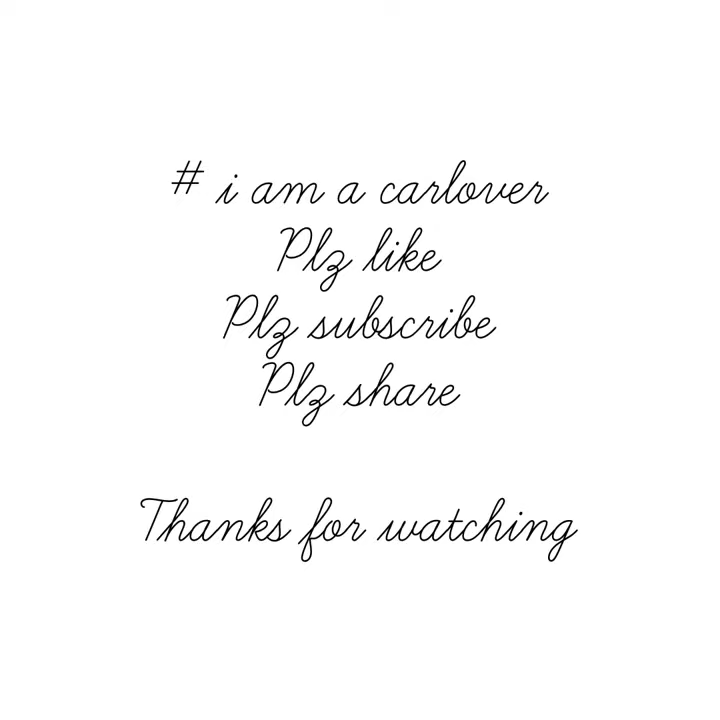 # i am a carlover
Plz like
Plz subscribe
Plz share
Thanks for watching